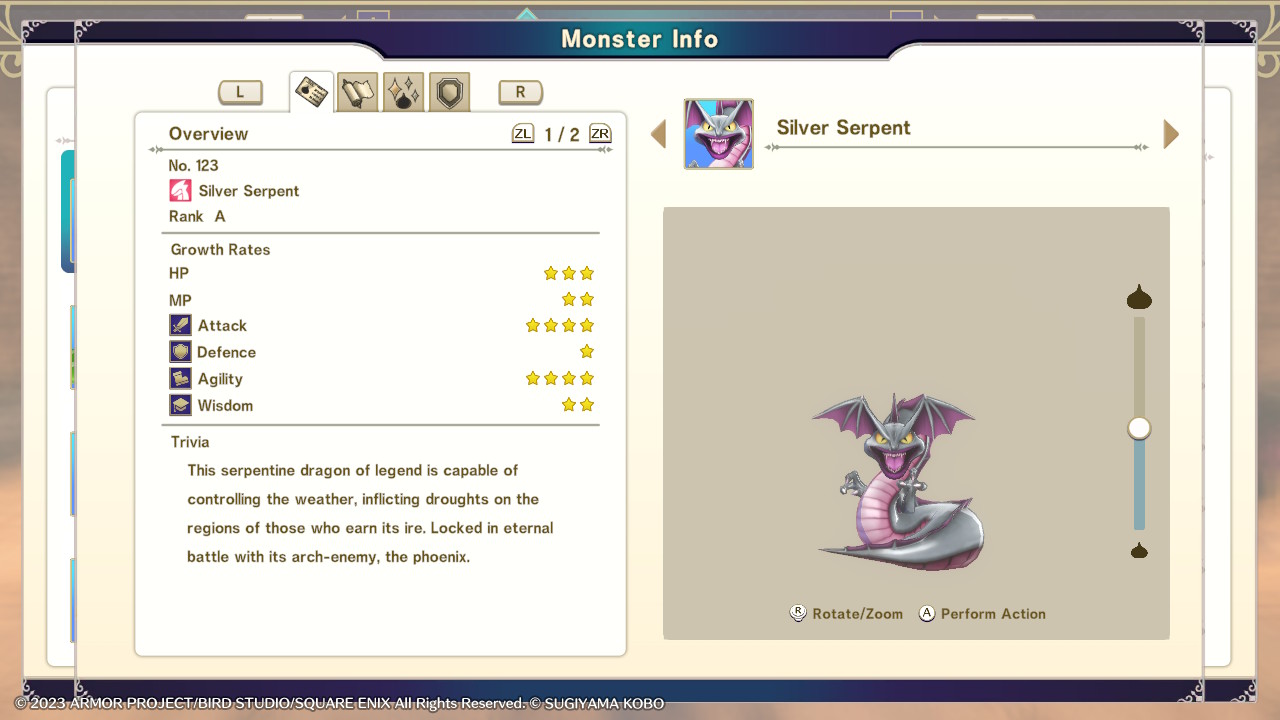 Monster Info
L
R
Overview
ZL 1 / 2 ZR
No. 123
Silver Serpent
Rank A
Growth Rates
HP
MP
Attack
Defence
Agility
Wisdom
Trivia
This serpentine dragon of legend is capable of
controlling the weather, inflicting droughts on the
regions of those who earn its ire. Locked in eternal
battle with its arch-enemy, the phoenix.
Silver Serpent
R Rotate/Zoom A Perform Action
© 2023 ARMOR PROJECT/BIRD STUDIO/SQUARE ENIX All Rights Reserved. © SUGIYAMA KOBO